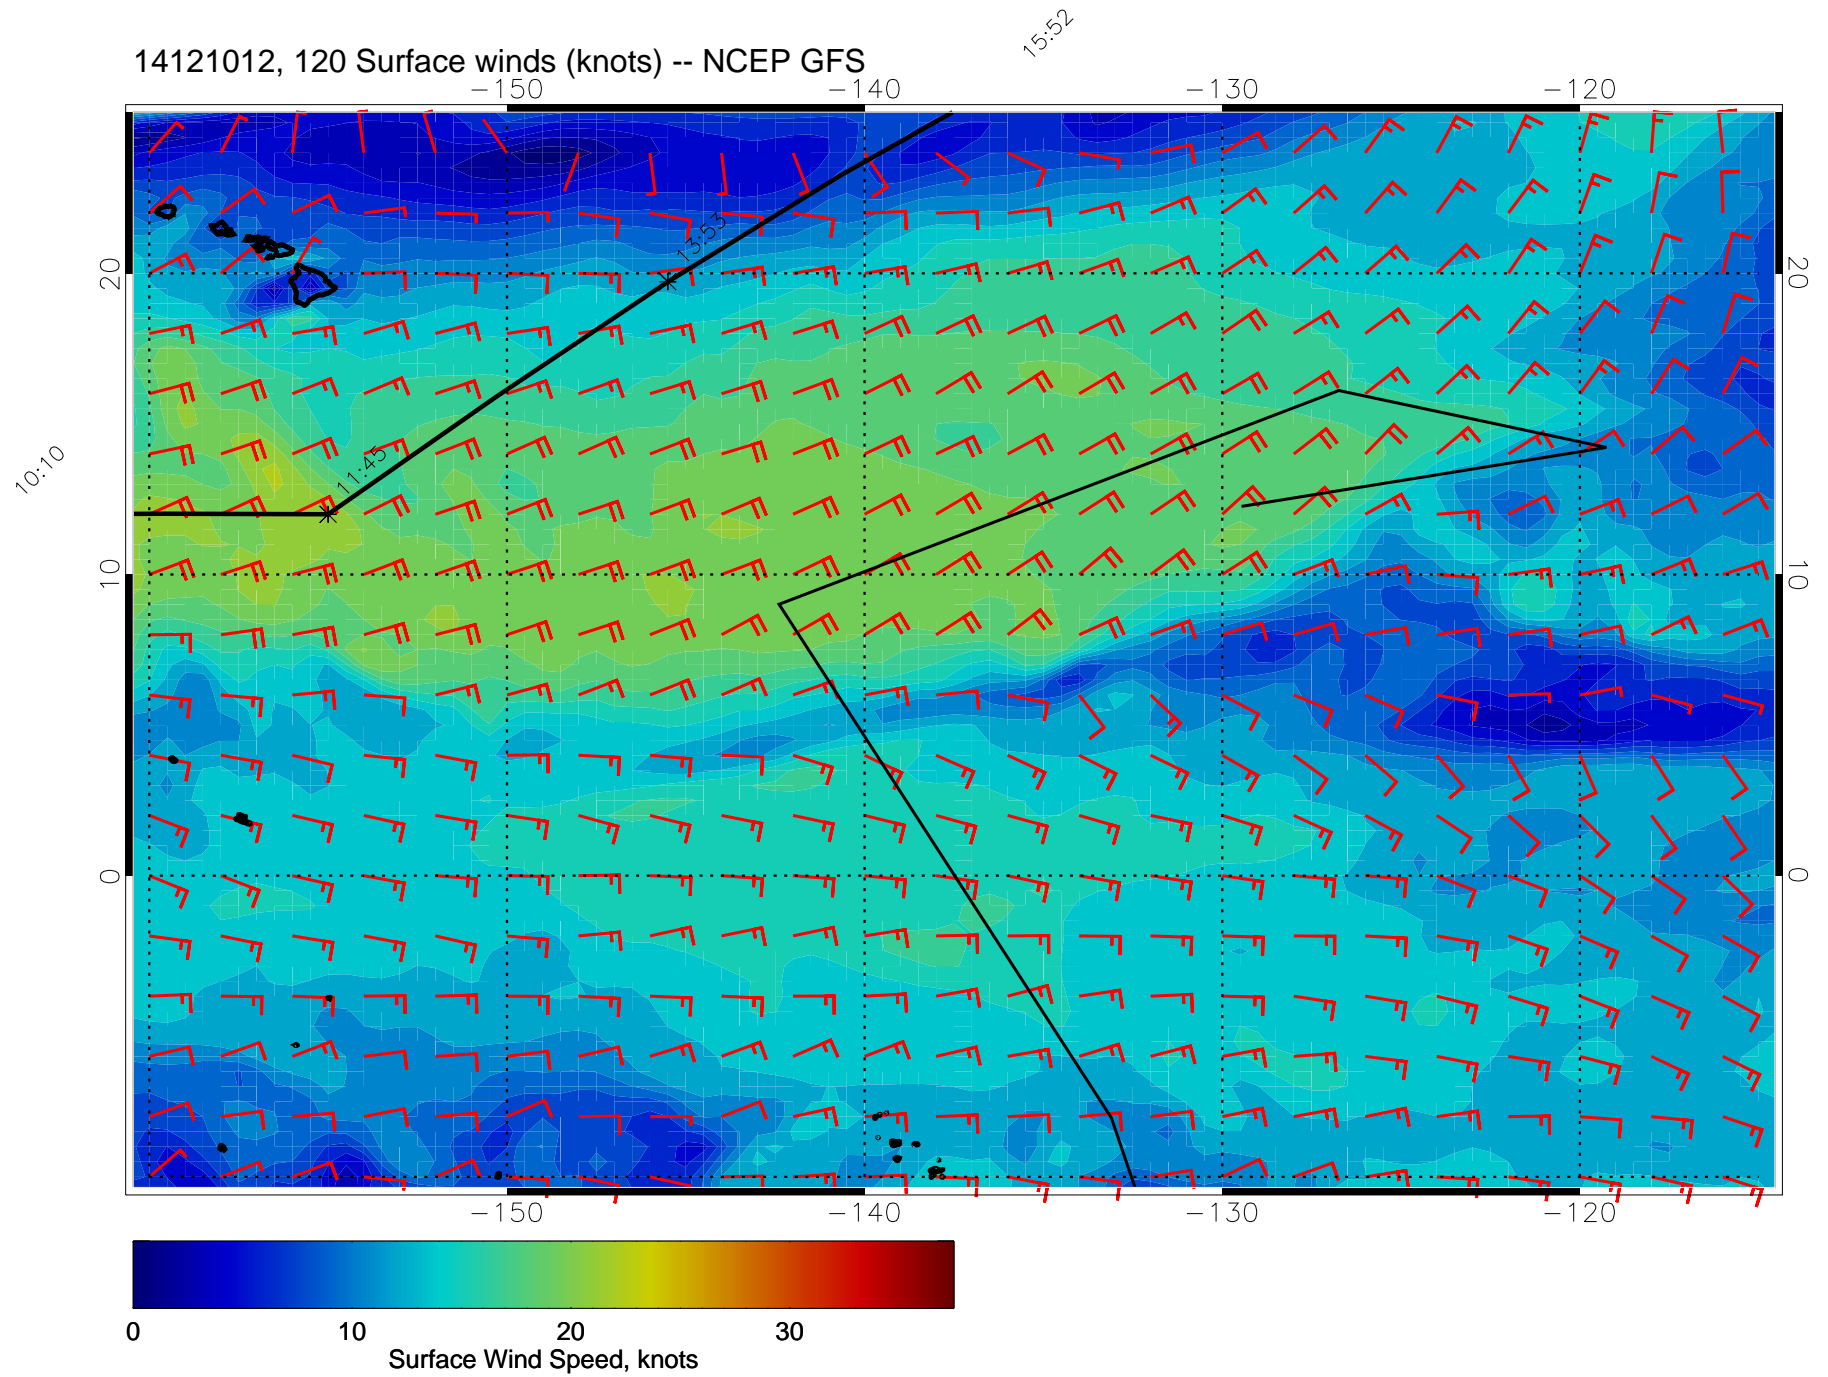 15:52
14121012, 120 Surface winds (knots) -- NCEP GFS
-150 -140 -130 -120
13:53
20 20
11:45
10:10
10 10
0 0
-150 -140 -130 -120
0 10 20 30
Surface Wind Speed, knots